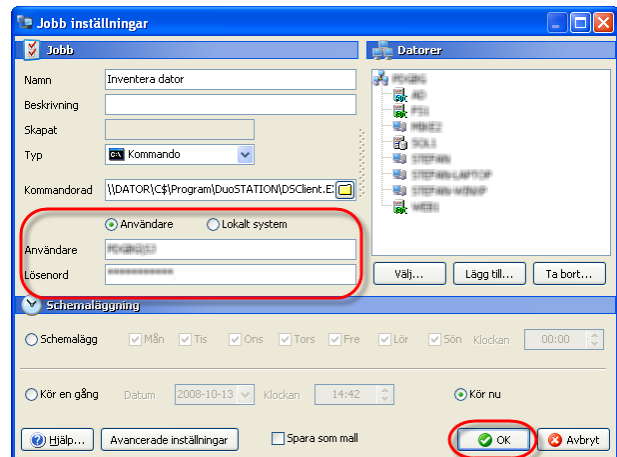 Jobb inställningar
Jobb
Namn
Inventera dator
Beskrivning
Skapat
Typ
Kommando
Kommandorad
\\DATOR\C$\Program\DuoSTATION\DSClient.E
Användare
Lokalt system
Användare
Lösenord
***********
Datorer
Välj...
Lägg till...
Ta bort...
Schemaläggning
Schemalägg
Mån
Tis
Ons
Tors
Fre
Lör
Sön
Klockan
00:00
Kör en gång
Datum
2008-10-13
Klockan
14:42
Kör nu
Hjälp...
Avancerade inställningar
Spara som mall
OK
Avbryt